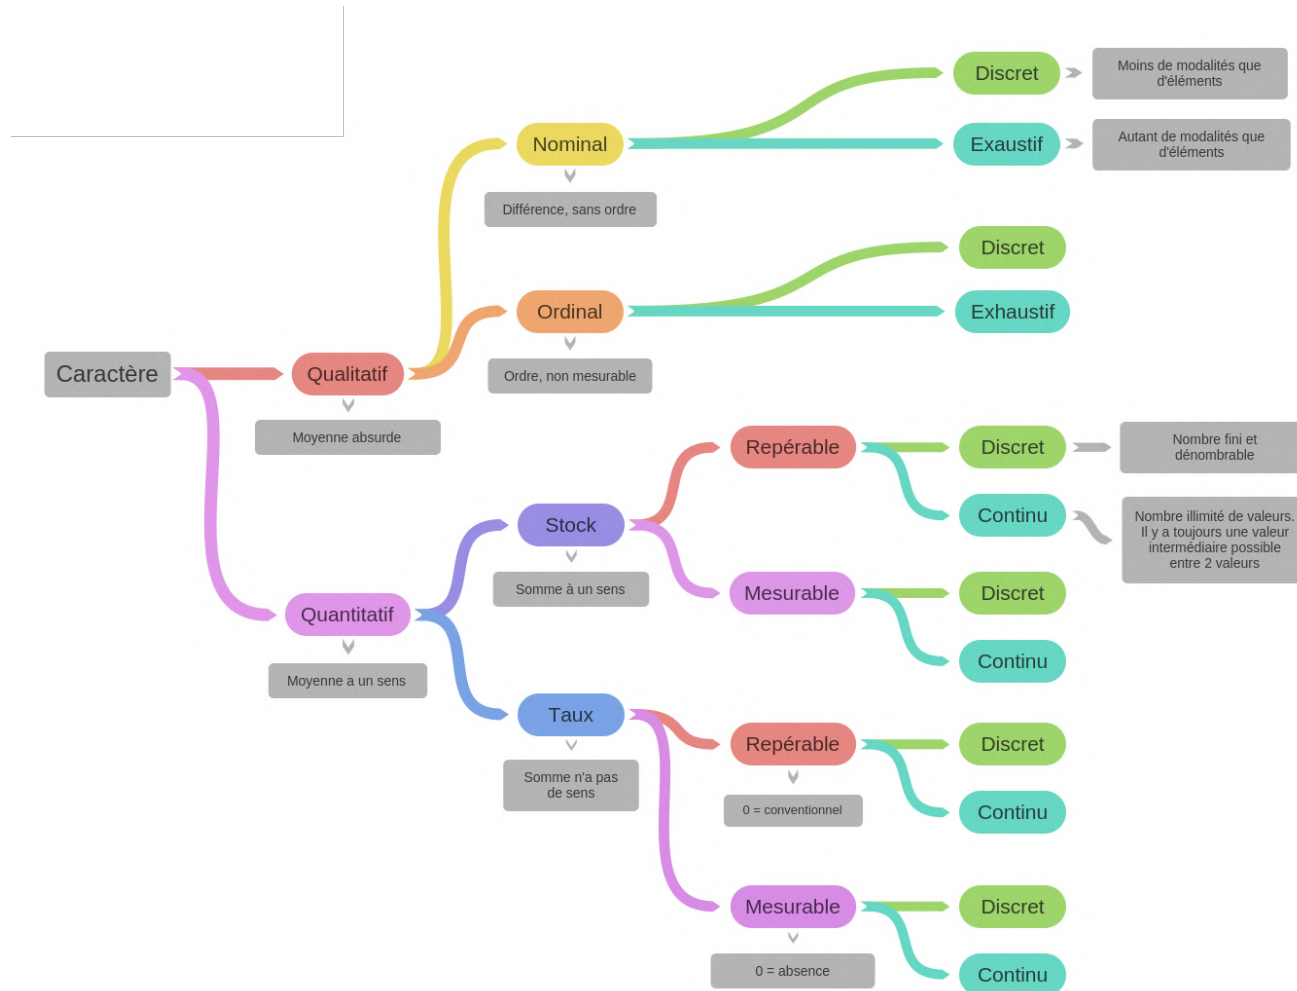 Discret
Moins de modalités que
d'éléments
Nominal
Exaustif
Autant de modalités que
d'éléments
Différence, sans ordre
Discret
Ordinal
Exhaustif
Ordre, non mesurable
Caractère
Qualitatif
Moyenne absurde
Repérable
Discret
Nombre fini et
dénombrable
Stock
Continu
Nombre illimité de valeurs.
Il y a toujours une valeur
intermédiaire possible
entre 2 valeurs
Somme à un sens
Mesurable
Discret
Quantitatif
Continu
Moyenne a un sens
Taux
Repérable
Discret
Somme n'a pas
de sens
0 = conventionnel
Continu
Mesurable
Discret
0 = absence
Continu